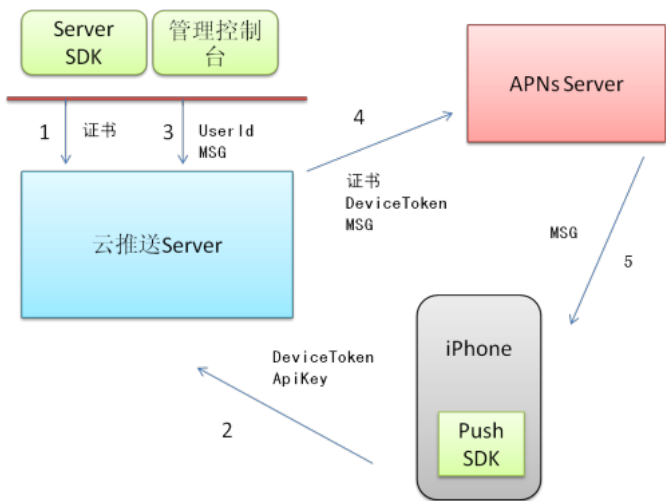 Server
SDK
管理控制
台
APNs Server
1
证书
3
UserId
MSG
4
证书
DeviceToken
MSG
云推送Server
MSG
5
iPhone
DeviceToken
ApiKey
2
Push
SDK